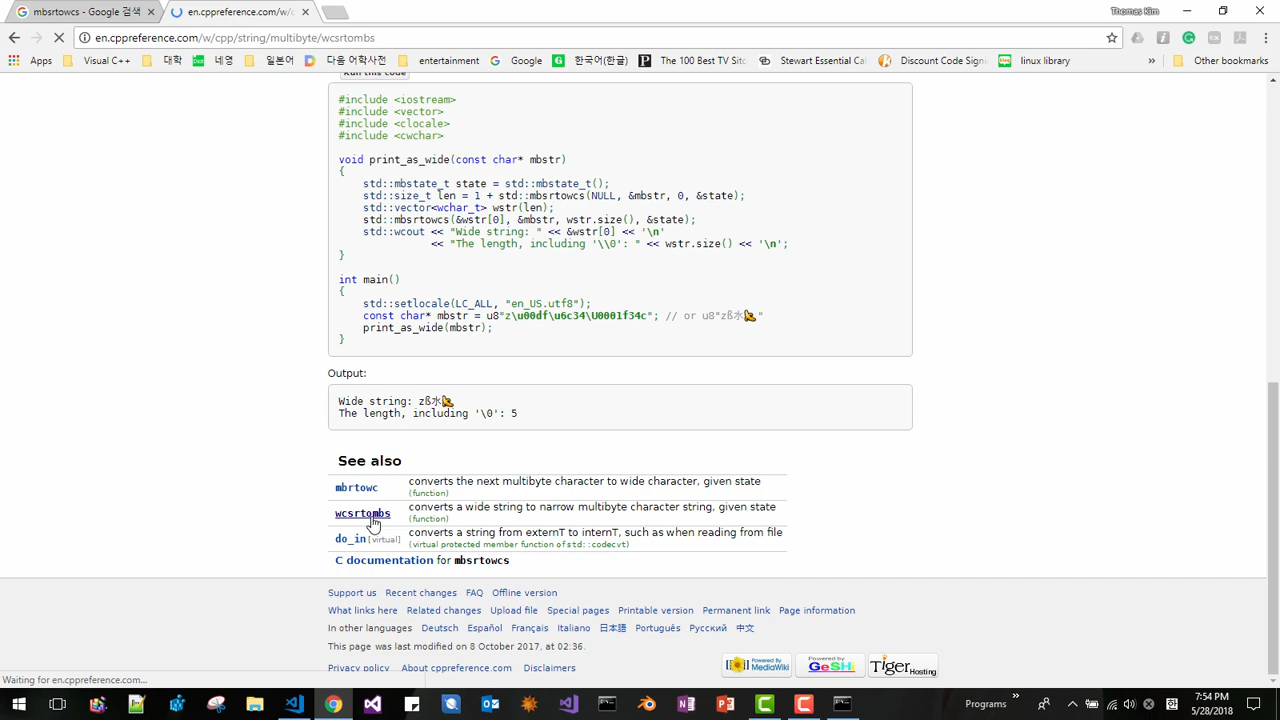 mbsrtowcs - Google 검색
en.cppreference.com/w/c
Thomas Kim
en.cppreference.com/w/cpp/string/multibyte/wcsrtombs
Apps
Visual C++
대학
네영
일본어
다음 어학사전
entertainment
Google
한국어(한글)
The 100 Best TV Sito
Stewart Essential Cal
Discount Code Sign
linux library
»
Other bookmarks
Run this code
#include <iostream>
#include <vector>
#include <clocale>
#include <cwchar>
void print_as_wide(const char* mbstr)
{
std::mbstate_t state = std::mbstate_t();
std::size_t len = 1 + std::mbsrtowcs(NULL, &mbstr, 0, &state);
std::vector<wchar_t> wstr(len);
std::mbsrtowcs(&wstr[0], &mbstr, wstr.size(), &state);
std::wcout << "Wide string: " << &wstr[0] << '\n'
<< "The length, including '\\0': " << wstr.size() << '\n';
}
int main()
{
std::setlocale(LC_ALL, "en_US.utf8");
const char* mbstr = u8"z\u00df\u6c34\U0001f34c"; // or u8"zß水🍌"
print_as_wide(mbstr);
}
Output:
Wide string: zß水🍌
The length, including '\0': 5
See also
mbrtowc converts the next multibyte character to wide character, given state
(function)
wcsrtombs converts a wide string to narrow multibyte character string, given state
(function)
do_in [virtual] converts a string from externT to internT, such as when reading from file
(virtual protected member function of std::codecvt)
C documentation for mbsrtowcs
Support us Recent changes FAQ Offline version
What links here Related changes Upload file Special pages Printable version Permanent link Page information
In other languages Deutsch Español Français Italiano 日本語 Português Русский 中文
This page was last modified on 8 October 2017, at 02:36.
Privacy policy About cppreference.com Disclaimers
Powered By MediaWiki
Powered by GeSHi
Tiger Hosting
Waiting for en.cppreference.com...
Programs
»
7:54 PM
5/28/2018